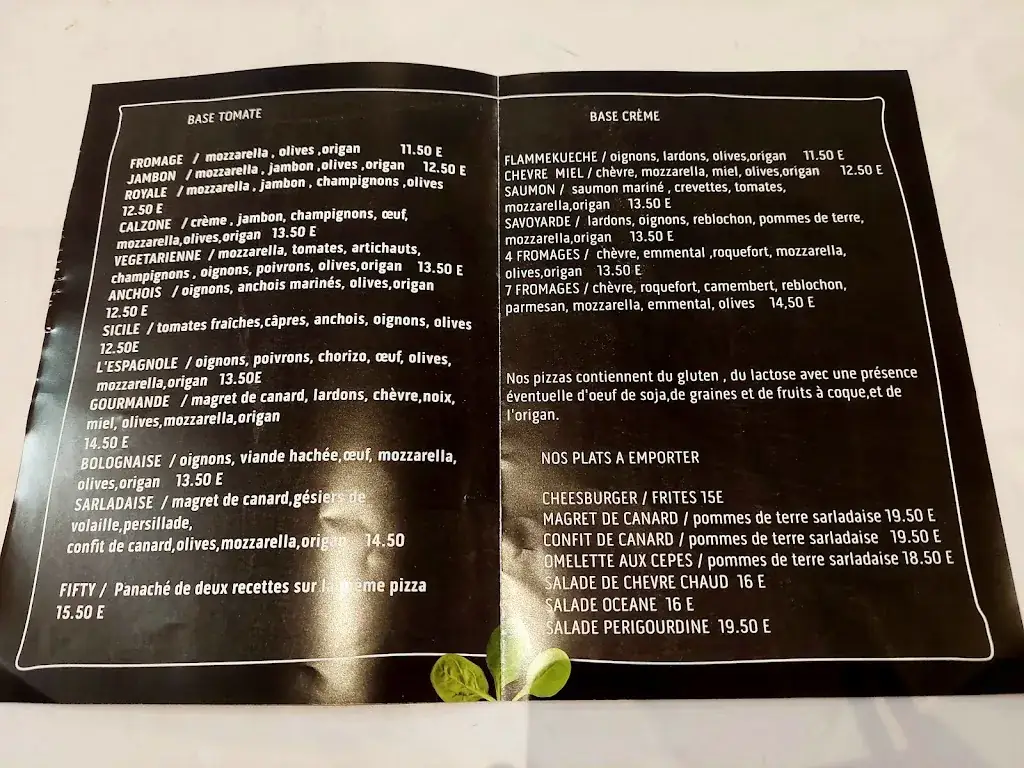 BASE TOMATE
FROMAGE / mozzarella , olives ,origan 11.50 E
JAMBON / mozzarella , jambon ,olives , origan 12.50 E
ROYALE / mozzarella , jambon , champignons ,olives
12.50 E
CALZONE / crème , jambon, champignons, œuf,
mozzarella,olives,origan 13.50 E
VEGETARIENNE / mozzarella, tomates, artichauts,
champignons , oignons, poivrons, olives,origan 13.50 E
ANCHOIS / oignons, anchois marinés, olives,origan
12.50 E
SICILE / tomates fraîches,câpres, anchois, oignons, olives
12.50E
L'ESPAGNOLE / oignons, poivrons, chorizo, œuf, olives,
mozzarella,origan 13.50E
GOURMANDE / magret de canard, lardons, chèvre,noix,
miel, olives,mozzarella,origan
14.50 E
BOLOGNAISE / oignons, viande hachée,œuf, mozzarella,
olives,origan 13.50 E
SARLADAISE / magret de canard,gésiers de
volaille,persillade,
confit de canard,olives,mozzarella,origan 14.50
FIFTY / Panaché de deux recettes sur la même pizza
15.50 E
BASE CRÈME
FLAMMEKUECHE / oignons, lardons, olives,origan 11.50 E
CHEVRE MIEL / chèvre, mozzarella, miel, olives,origan 12.50 E
SAUMON / saumon mariné , crevettes, tomates,
mozzarella,origan 13.50 E
SAVOYARDE / lardons, oignons, reblochon, pommes de terre,
mozzarella,origan 13.50 E
4 FROMAGES / chèvre, emmental ,roquefort, mozzarella,
olives,origan 13.50 E
7 FROMAGES / chèvre, roquefort, camembert, reblochon,
parmesan, mozzarella, emmental, olives 14,50 E
Nos pizzas contiennent du gluten , du lactose avec une présence
éventuelle d'oeuf de soja,de graines et de fruits à coque,et de
l'origan.
NOS PLATS A EMPORTER
CHEESBURGER / FRITES 15E
MAGRET DE CANARD / pommes de terre sarladaise 19.50 E
CONFIT DE CANARD / pommes de terre sarladaise 19.50 E
OMELETTE AUX CEPES / pommes de terre sarladaise 18.50 E
SALADE DE CHEVRE CHAUD 16 E
SALADE OCEANE 16 E
SALADE PERIGOURDINE 19.50 E